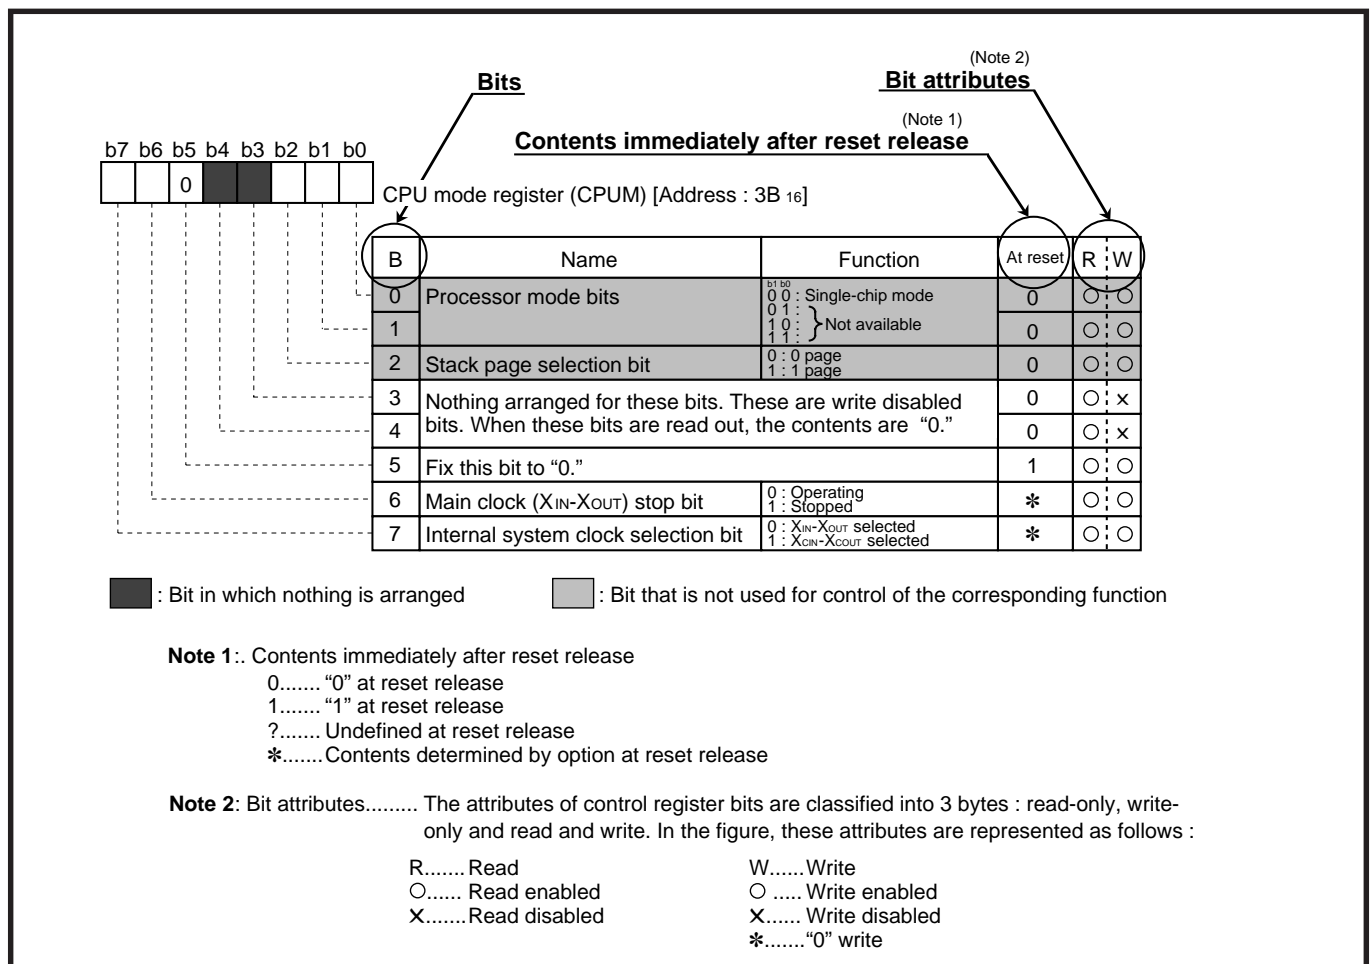 (Note 2)
Bits
Bit attributes
(Note 1)
Contents immediately after reset release
b7 b6 b5 b4 b3 b2 b1 b0
0
CPU mode register (CPUM) [Address : 3B 16]
B Name Function At reset R W
0 Processor mode bits b1 b0 0 ○ ○
0 0 : Single-chip mode
0 1 :
1 1 0 : } Not available 0 ○ ○
1 1 :
2 Stack page selection bit 0 : 0 page 0 ○ ○
1 : 1 page
3 Nothing arranged for these bits. These are write disabled 0 ○ ×
4 bits. When these bits are read out, the contents are “0.” 0 ○ ×
5 Fix this bit to “0.” 1 ○ ○
6 Main clock (XIN-XOUT) stop bit 0 : Operating ✻ ○ ○
1 : Stopped
7 Internal system clock selection bit 0 : XIN-XOUT selected ✻ ○ ○
1 : XCIN-XCOUT selected
: Bit in which nothing is arranged : Bit that is not used for control of the corresponding function
Note 1:. Contents immediately after reset release
0....... “0” at reset release
1....... “1” at reset release
?....... Undefined at reset release
✻.......Contents determined by option at reset release
Note 2: Bit attributes......... The attributes of control register bits are classified into 3 bytes : read-only, write-
only and read and write. In the figure, these attributes are represented as follows :
R.......Read W......Write
○...... Read enabled ○ ..... Write enabled
×.......Read disabled ×...... Write disabled
✻.......“0” write